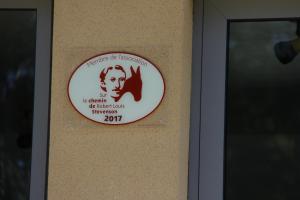 Membre de l'association
Sur
le chemin
de Robert Louis
Stevenson
2017